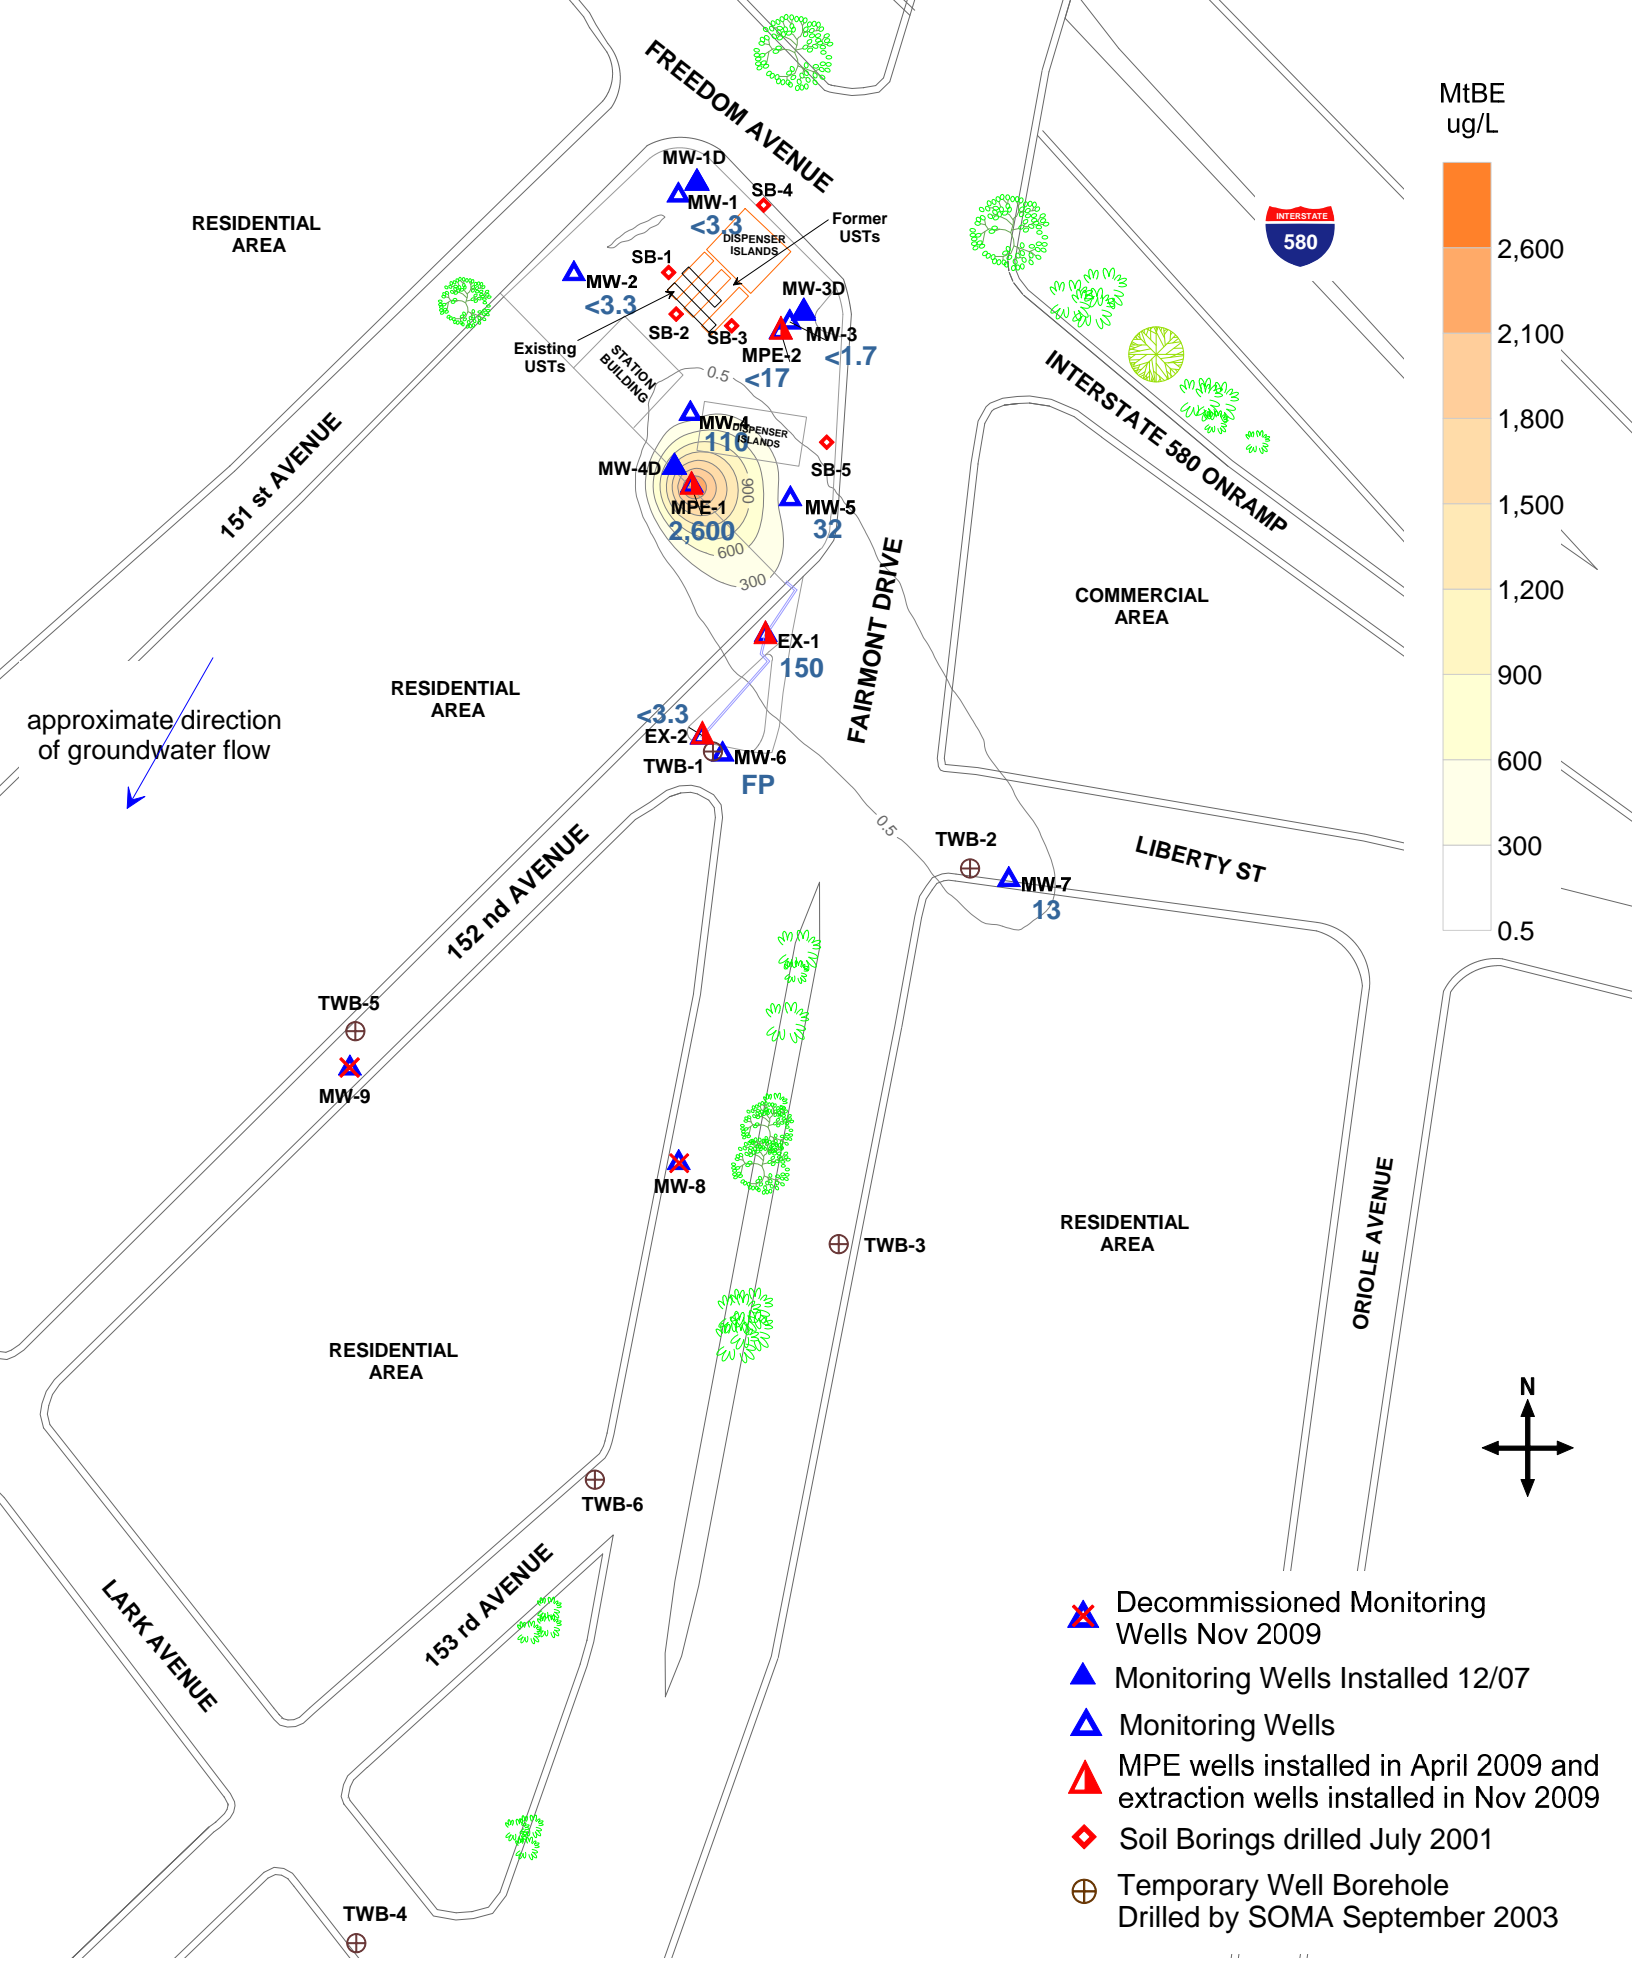 FREEDOM AVENUE
MtBE
ug/L
MW-1D
SB-4
MW-1
<3.3
RESIDENTIAL
AREA
Former
USTs
INTERSTATE
580
DISPENSER
ISLANDS
SB-1
MW-2
<3.3
MW-3D
SB-2
SB-3
MW-3
MPE-2
<1.7
<17
Existing
USTs
STATION
BUILDING
0.5
MW-4
110
DISPENSER
ISLANDS
SB-5
MW-4D
MPE-1
2,600
900
MW-5
32
600
300
151 st AVENUE
INTERSTATE 580 ONRAMP
2,600
2,100
1,800
1,500
1,200
900
600
300
0.5
COMMERCIAL
AREA
FAIRMONT DRIVE
EX-1
150
RESIDENTIAL
AREA
approximate direction
of groundwater flow
<3.3
EX-2
TWB-1
MW-6
FP
0.5
TWB-2
LIBERTY ST
MW-7
13
152 nd AVENUE
TWB-5
MW-9
MW-8
TWB-3
RESIDENTIAL
AREA
ORIOLE AVENUE
RESIDENTIAL
AREA
N
TWB-6
153 rd AVENUE
LARK AVENUE
TWB-4
Decommissioned Monitoring
Wells Nov 2009
Monitoring Wells Installed 12/07
Monitoring Wells
MPE wells installed in April 2009 and
extraction wells installed in Nov 2009
Soil Borings drilled July 2001
Temporary Well Borehole
Drilled by SOMA September 2003